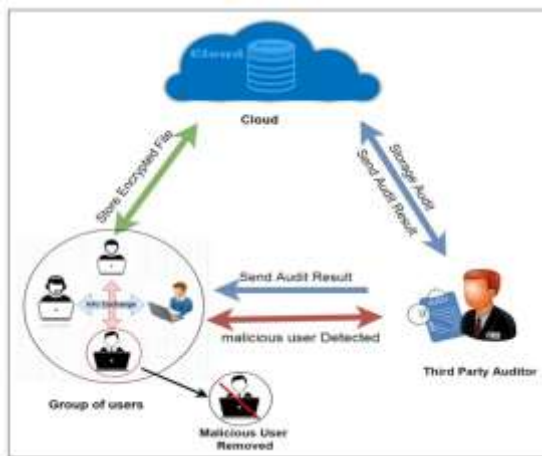 Cloud
Cloud
Store Encrypted File
Storage Audit
Send Audit Result
Send Audit Result
malicious user Detected
Exchange
Third Party Auditor
Group of users
Malicious User
Removed